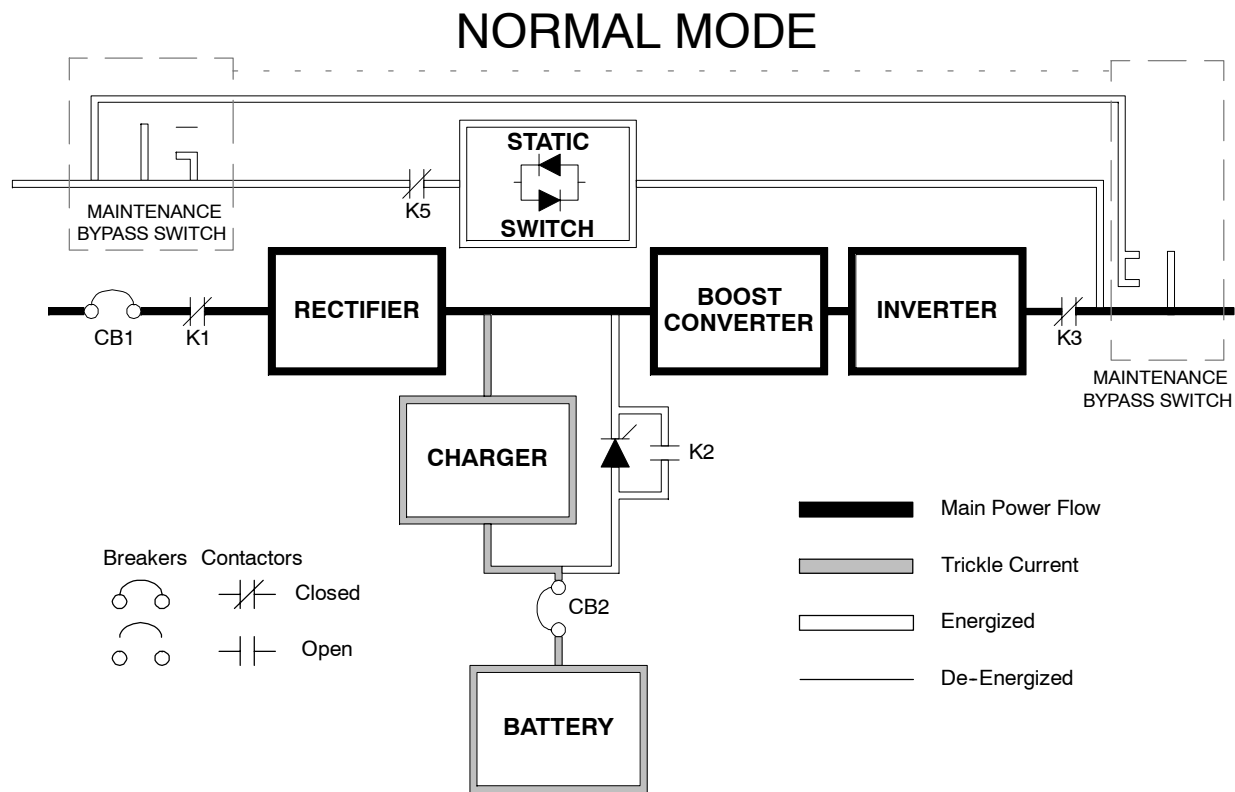 NORMAL MODE
STATIC
SWITCH
K5
MAINTENANCE
BYPASS SWITCH
CB1
K1
RECTIFIER
BOOST
CONVERTER
INVERTER
K3
MAINTENANCE
BYPASS SWITCH
CHARGER
K2
CB2
BATTERY
Breakers Contactors
Closed
Open
Main Power Flow
Trickle Current
Energized
De-Energized